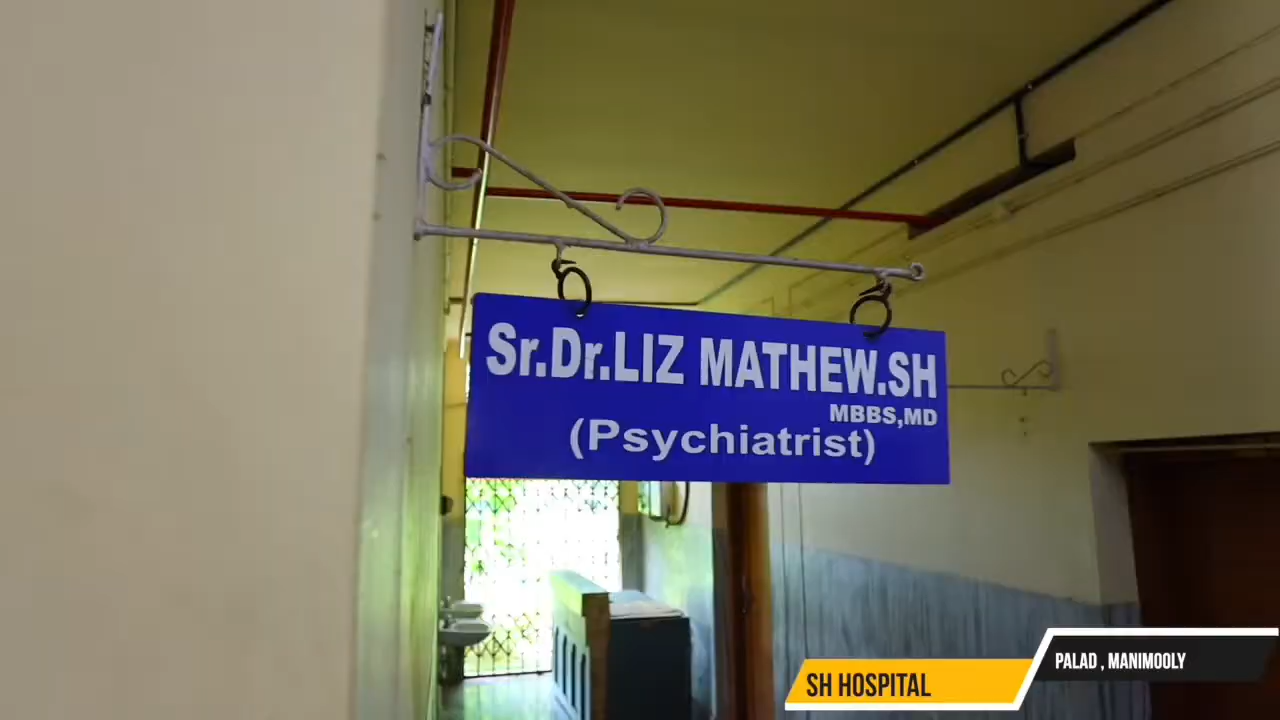 Sr.Dr.LIZ MATHEW.SH
MBBS,MD
(Psychiatrist)
SH HOSPITAL
PALAD , MANIMOOLY